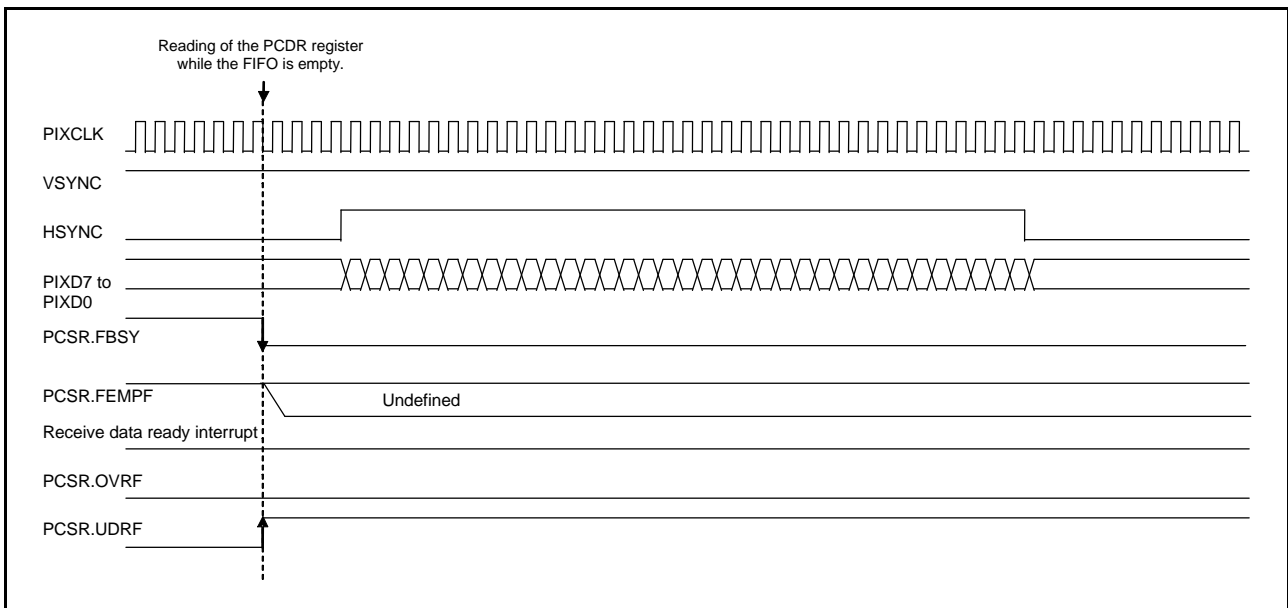 Reading of the PCDR register
while the FIFO is empty.
PIXCLK
VSYNC
HSYNC
PIXD7 to
PIXD0
PCSR.FBSY
PCSR.FEMPF
Undefined
Receive data ready interrupt
PCSR.OVRF
PCSR.UDRF